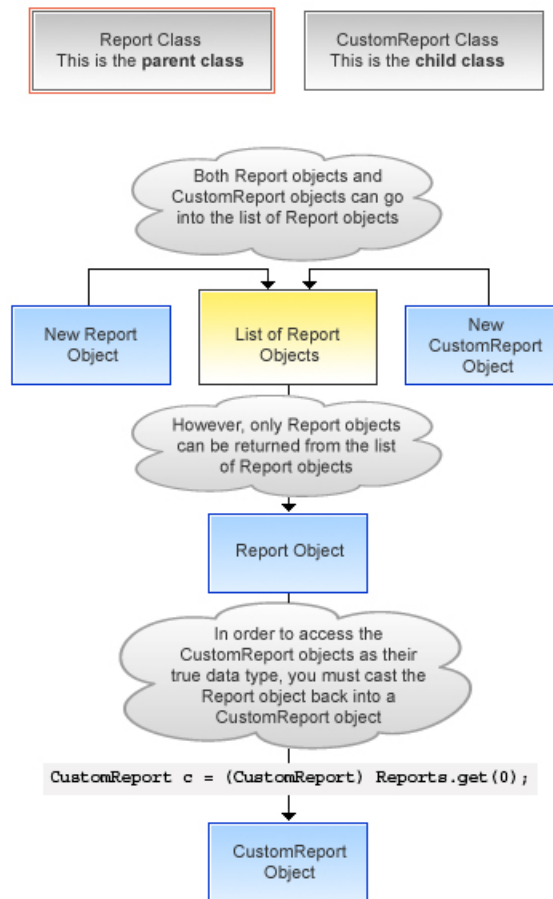 Report Class
This is the parent class
CustomReport Class
This is the child class
Both Report objects and
CustomReport objects can go
into the list of Report objects
New Report
Object
List of Report
Objects
New
CustomReport
Object
However, only Report objects
can be returned from the list
of Report objects
Report Object
In order to access the
CustomReport objects as their
true data type, you must cast the
Report object back into a
CustomReport object
CustomReport c = (CustomReport) Reports.get(0);
CustomReport
Object